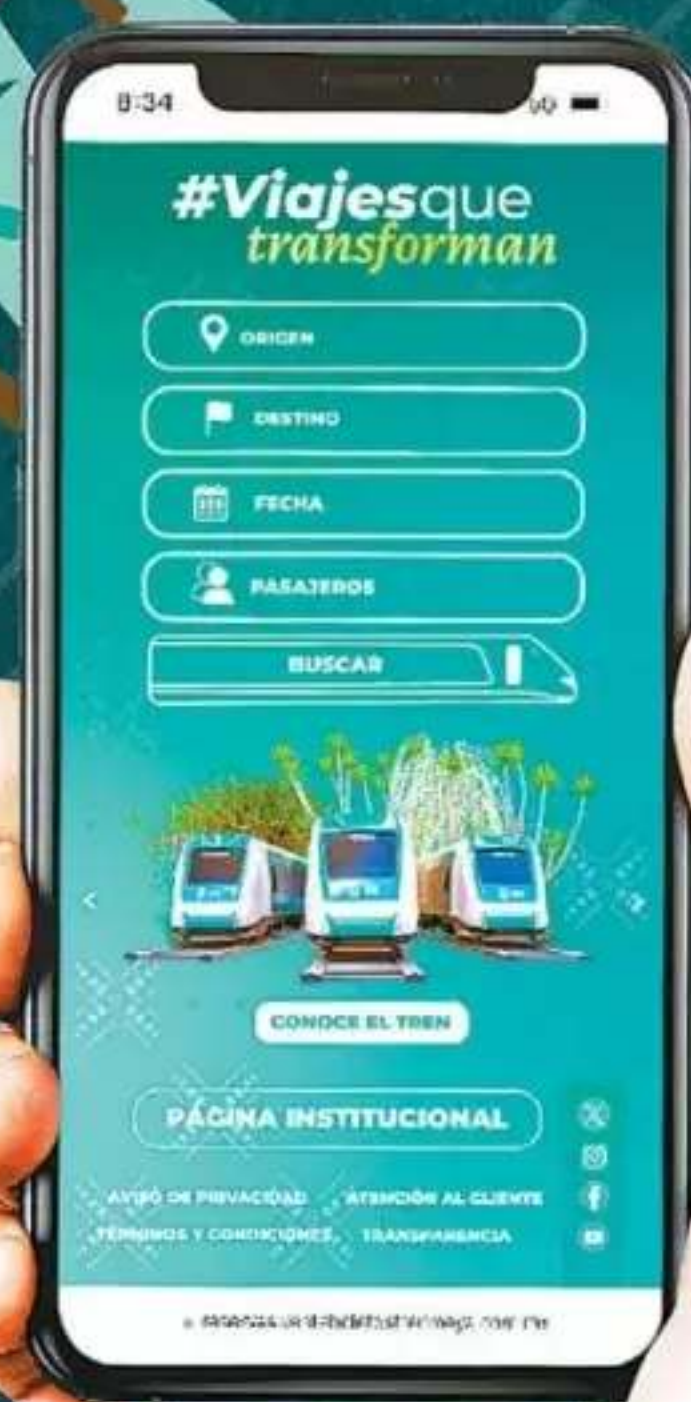 8:34
#Viajesque
transforman
ORIGEN
DESTINO
FECHA
PASAJEROS
BUSCAR
<
CONOCE EL TREN
PÁGINA INSTITUCIONAL
AVISO DE PRIVACIDAD ATENCIÓN AL CLIENTE
TÉRMINOS Y CONDICIONES TRANSPARENCIA